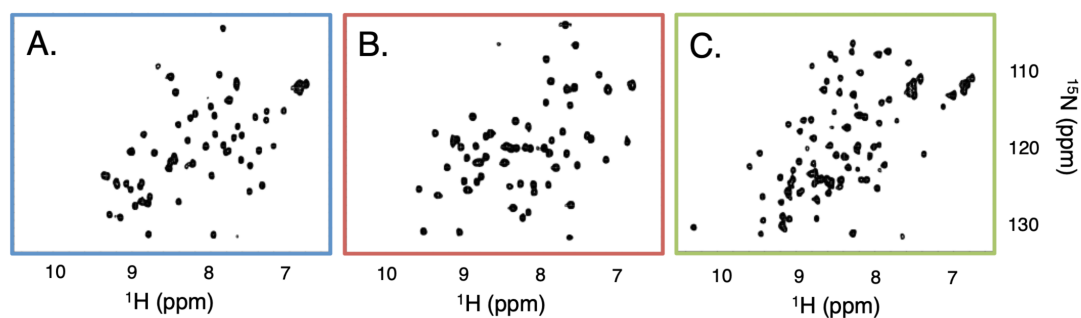 A. B. C.
110
120
130
¹⁵N (ppm)
10 9 8 7 10 9 8 7 10 9 8 7
¹H (ppm) ¹H (ppm) ¹H (ppm)